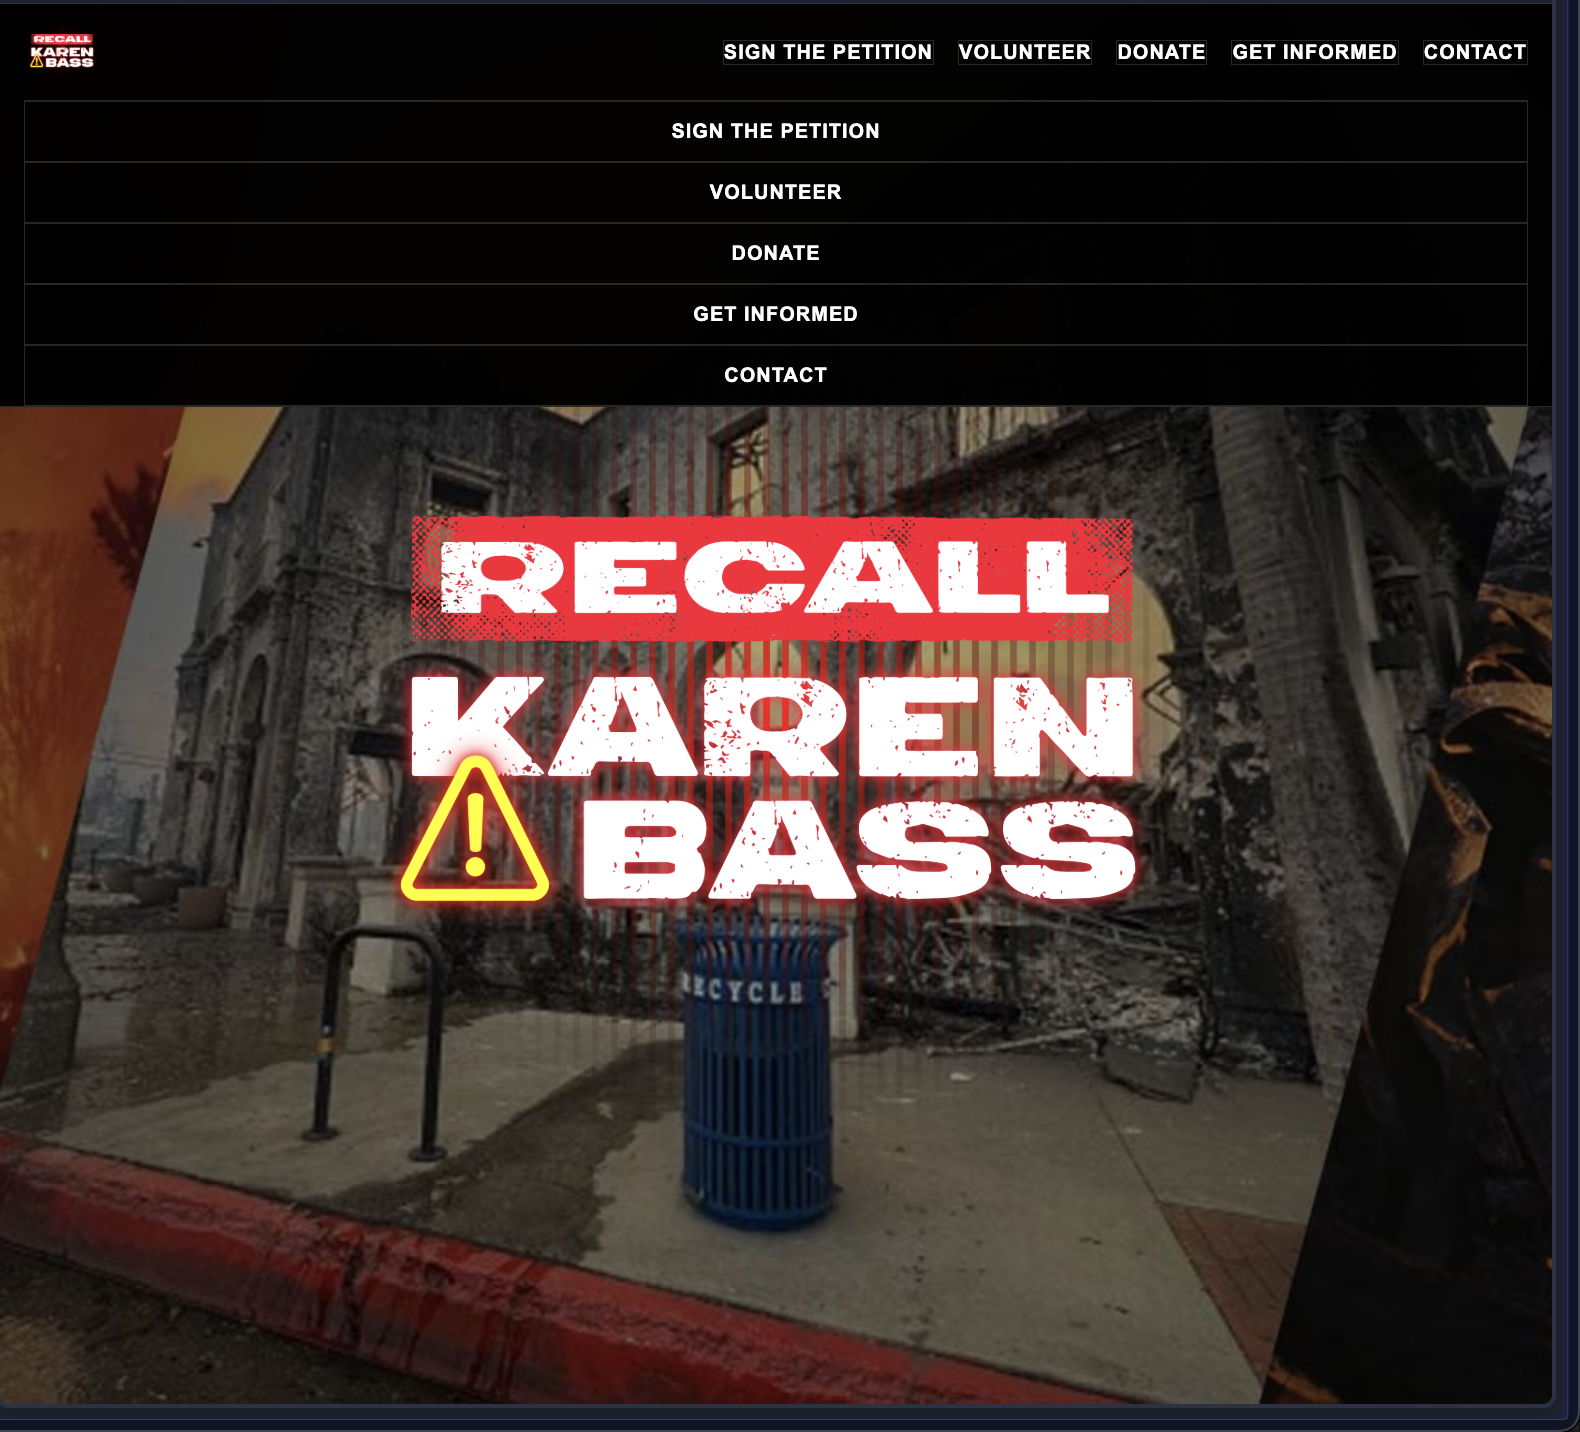 RECALL
KAREN
BASS
SIGN THE PETITION VOLUNTEER DONATE GET INFORMED CONTACT
SIGN THE PETITION
VOLUNTEER
DONATE
GET INFORMED
CONTACT
RECALL
KAREN
BASS
RECYCLE